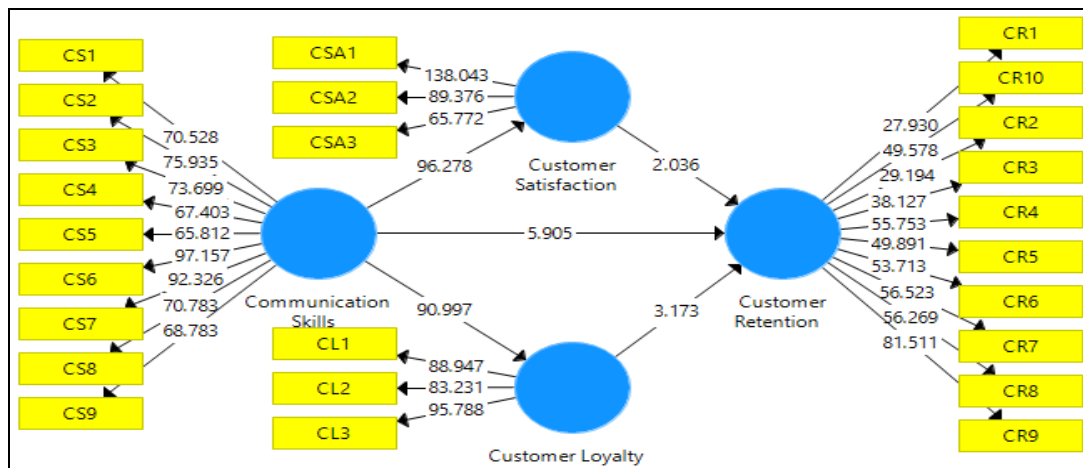 CS1
CS2
CS3
CS4
CS5
CS6
CS7
CS8
CS9
70.528
75.935
73.699
67.403
65.812
97.157
92.326
70.783
68.783
Communication
Skills
CSA1
CSA2
CSA3
138.043
89.376
65.772
96.278
Customer
Satisfaction
2.036
5.905
90.997
3.173
CL1
CL2
CL3
88.947
83.231
95.788
Customer Loyalty
Customer
Retention
27.930
49.578
29.194
38.127
55.753
49.891
53.713
56.523
56.269
81.511
CR1
CR10
CR2
CR3
CR4
CR5
CR6
CR7
CR8
CR9